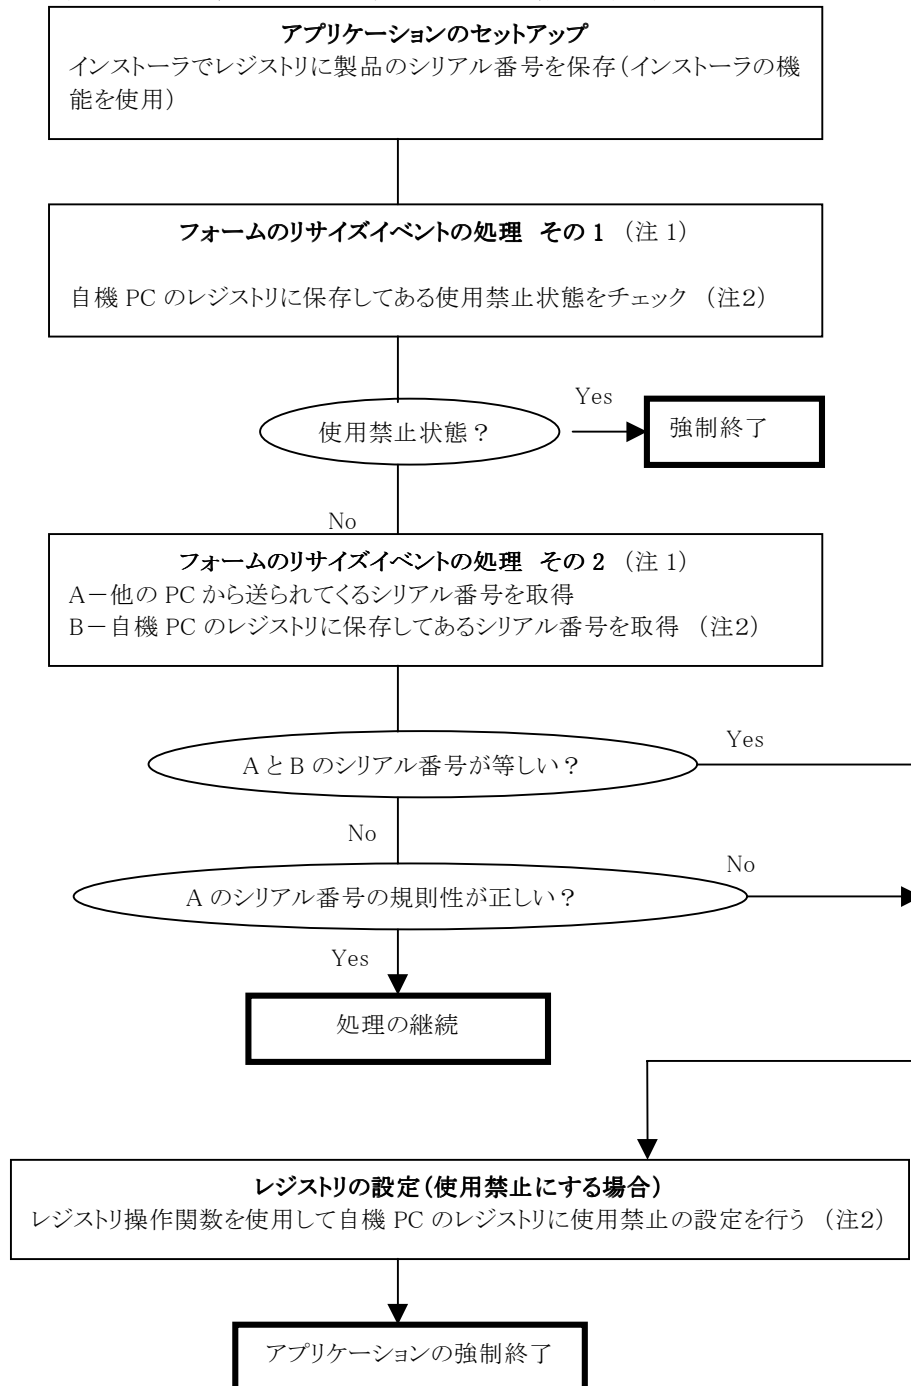 アプリケーションのセットアップ
インストーラでレジストリに製品のシリアル番号を保存(インストーラの機
能を使用)
フォームのリサイズイベントの処理 その 1 (注 1)
自機 PC のレジストリに保存してある使用禁止状態をチェック (注2)
使用禁止状態?
Yes
強制終了
No
フォームのリサイズイベントの処理 その 2 (注 1)
A-他の PC から送られてくるシリアル番号を取得
B-自機 PC のレジストリに保存してあるシリアル番号を取得 (注2)
A と B のシリアル番号が等しい?
Yes
No
A のシリアル番号の規則性が正しい?
No
Yes
処理の継続
レジストリの設定(使用禁止にする場合)
レジストリ操作関数を使用して自機 PC のレジストリに使用禁止の設定を行う (注2)
アプリケーションの強制終了